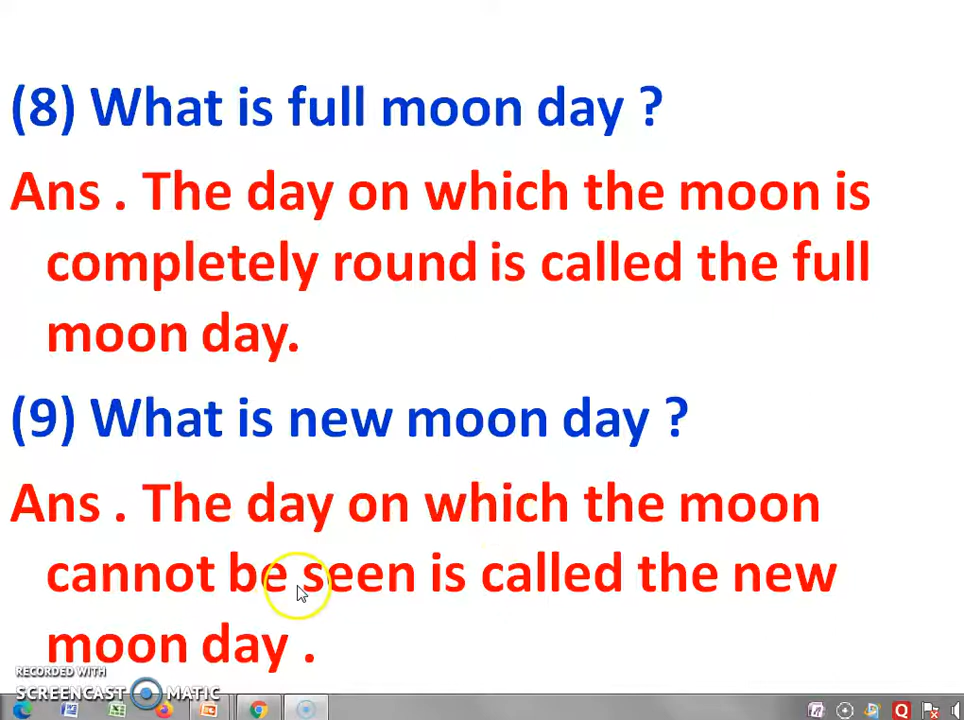 (8) What is full moon day ?
Ans . The day on which the moon is
completely round is called the full
moon day.
(9) What is new moon day ?
Ans . The day on which the moon
cannot be seen is called the new
moon day .
RECORDED WITH
SCREENCAST MATIC